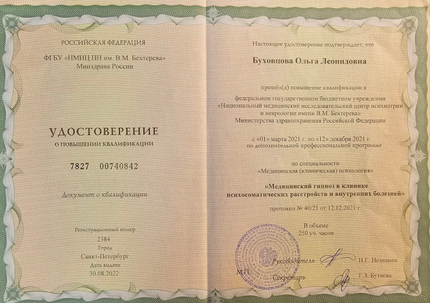 РОССИЙСКАЯ ФЕДЕРАЦИЯ
ФГБУ «НМИЦ ПН им. В.М. Бехтерева»
Минздрава России
УДОСТОВЕРЕНИЕ
О ПОВЫШЕНИИ КВАЛИФИКАЦИИ
7827 00740842
Документ о квалификации
Регистрационный номер
2384
Город
Санкт-Петербург
Дата выдачи
30.08.2022
Настоящее удостоверение подтверждает, что
Буховцова Ольга Леонидовна
прошёл(а) повышение квалификации в
федеральном государственном бюджетном учреждении
«Национальный медицинский исследовательский центр психиатрии
и неврологии имени В.М. Бехтерева»
Министерства здравоохранения Российской Федерации
с «01» марта 2021 г. по «12» декабря 2021 г.
по дополнительной профессиональной программе
по специальности
«Медицинская (клиническая) психология»
«Медицинский гипноз в клинике
психосоматических расстройств и внутренних болезней»
протокол № 40/21 от 12.12.2021 г.
В объеме
250 уч. часов
Руководитель Н.Г. Незнанов
М.П.
Секретарь Г.Э. Бутаева